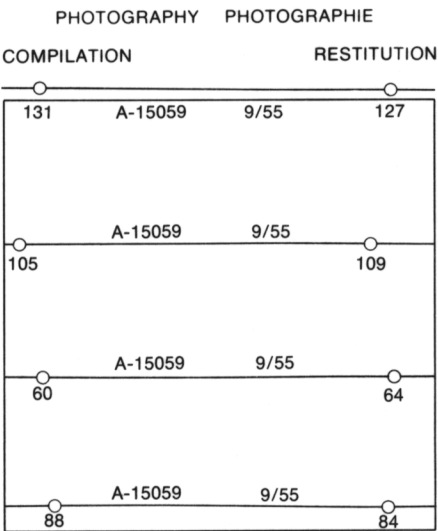 PHOTOGRAPHY PHOTOGRAPHIE
COMPILATION RESTITUTION
131 A-15059 9/55 127
A-15059 9/55
105 109
A-15059 9/55
60 64
A-15059 9/55
88 84